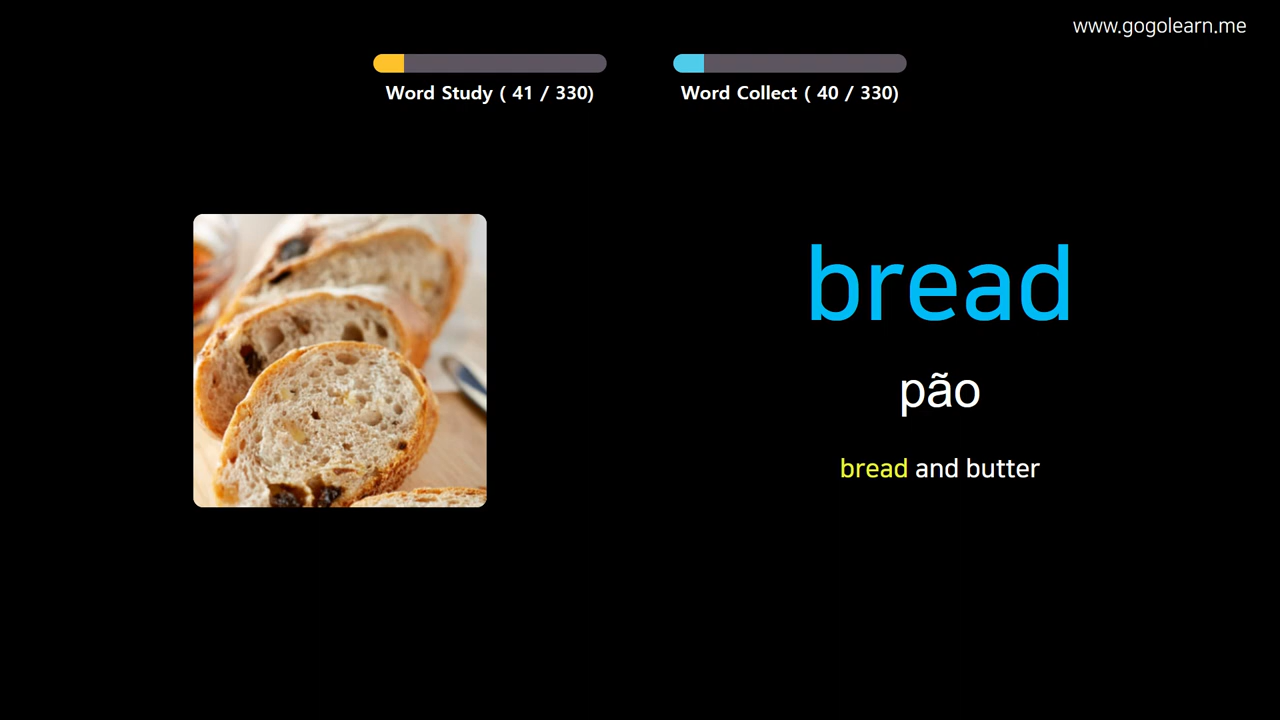 www.gogolearn.me
Word Study ( 41 / 330)
Word Collect ( 40 / 330)
bread
pão
bread and butter